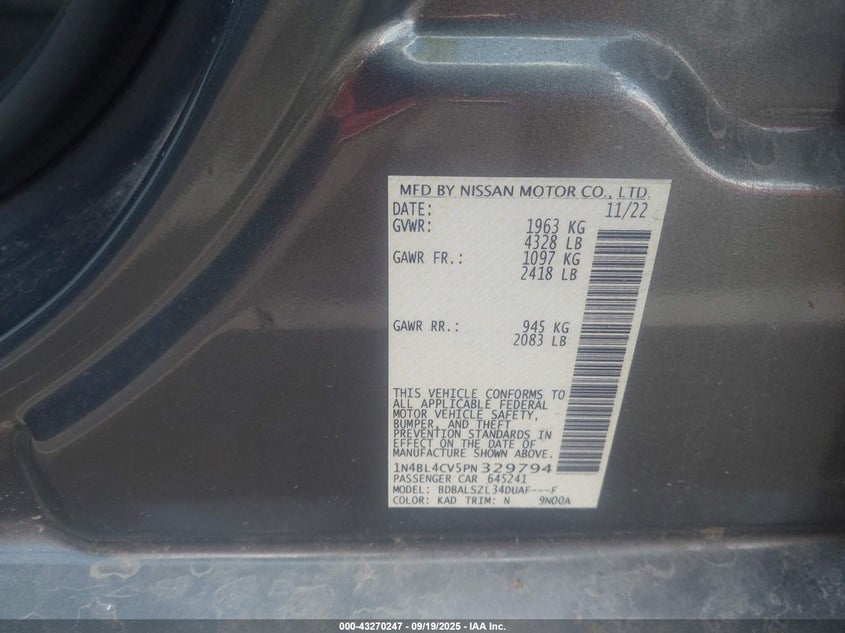 MFD BY NISSAN MOTOR CO., LTD.
DATE: 11/22
GVWR: 1963 KG
4328 LB
GAWR FR.: 1097 KG
2418 LB
GAWR RR.: 945 KG
2083 LB
THIS VEHICLE CONFORMS TO
ALL APPLICABLE FEDERAL
MOTOR VEHICLE SAFETY,
BUMPER, AND THEFT
PREVENTION STANDARDS IN
EFFECT ON THE DATE OF
MANUFACTURE SHOWN ABOVE.
1N4BL4CV5PN329794
PASSENGER CAR 645241
MODEL: BDBALSZL34DUAF---F
COLOR: KAD TRIM: N 9N00A
000-43270247 - 09/19/2025 - IAA Inc.